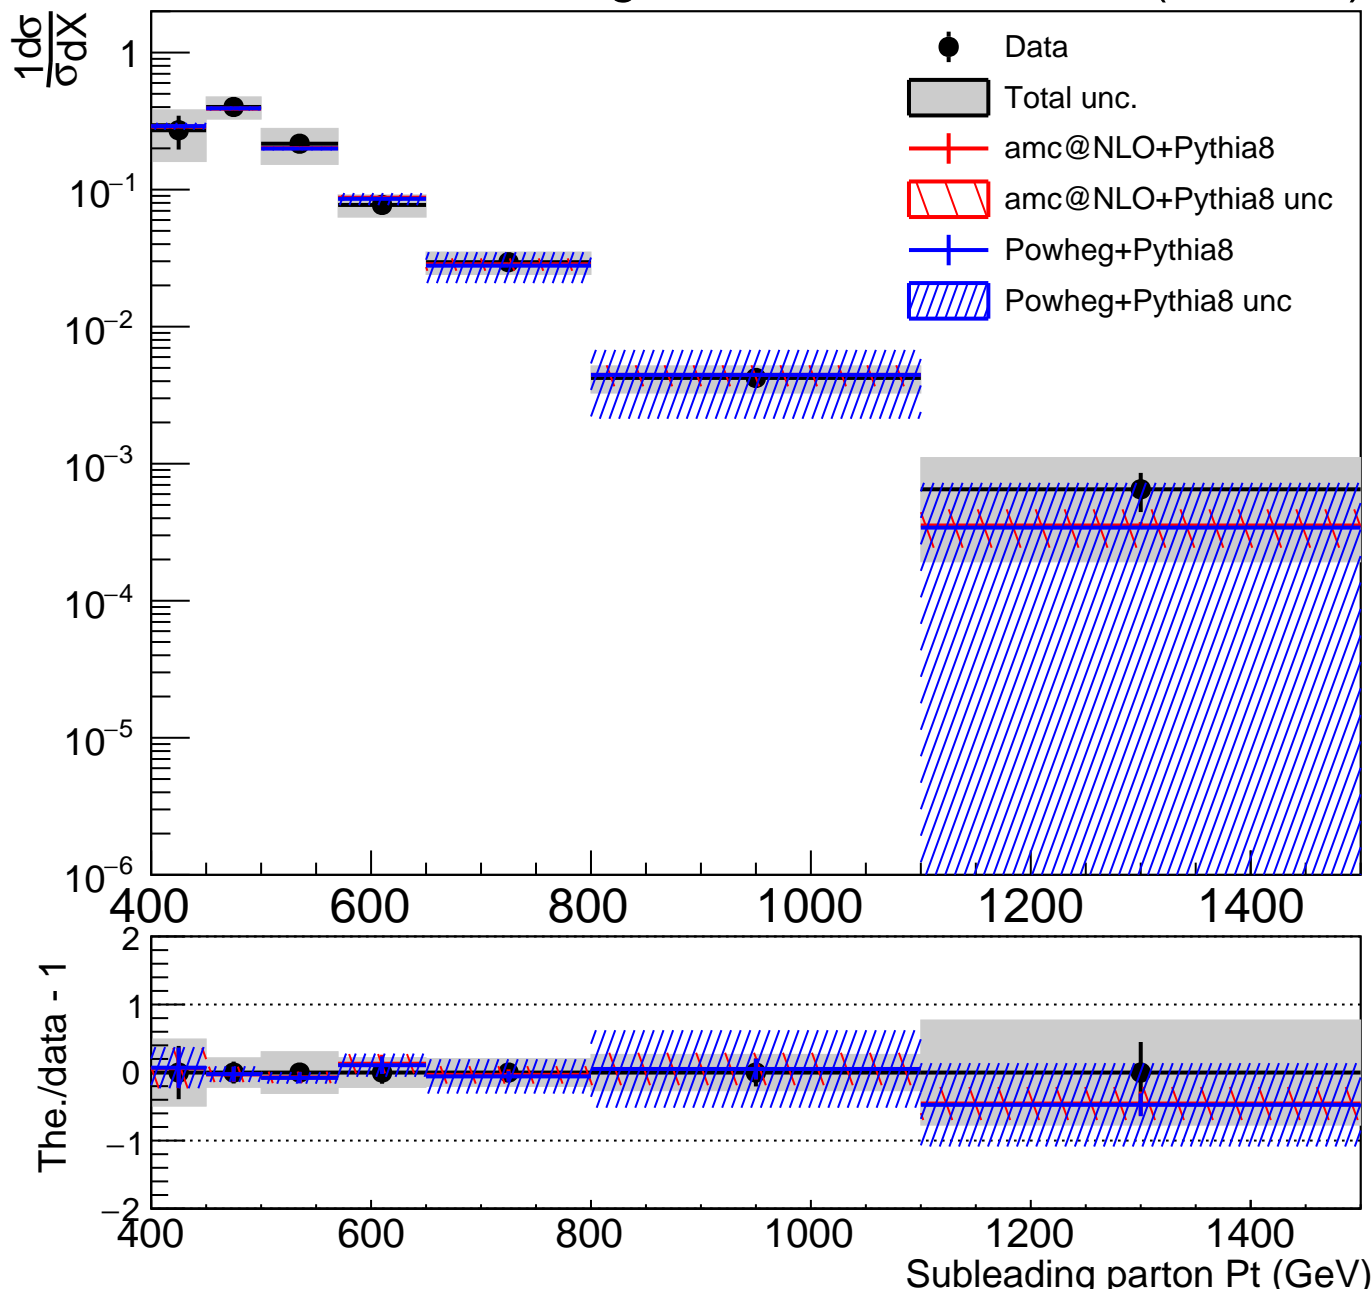 1dσ
σdX
Data
Total unc.
amc@NLO+Pythia8
amc@NLO+Pythia8 unc
Powheg+Pythia8
Powheg+Pythia8 unc
1
10−1
10−2
10−3
10−4
10−5
10−6
400 600 800 1000 1200 1400
The./data - 1
2
1
0
−1
−2
400 600 800 1000 1200 1400
Subleading parton Pt (GeV)